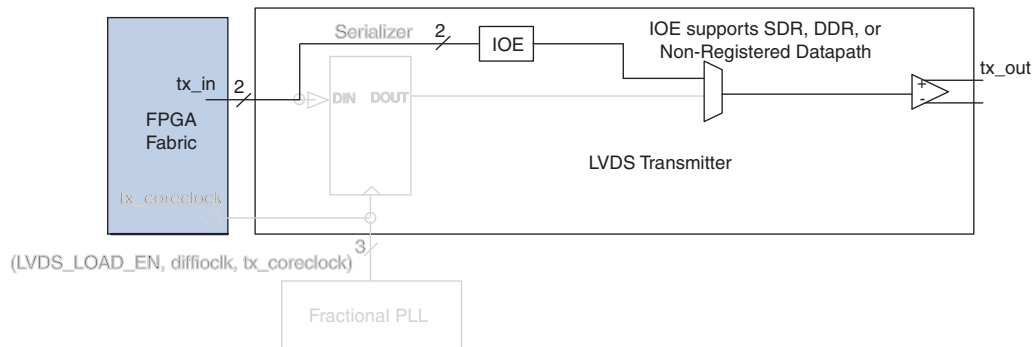 Serializer
2
IOE
IOE supports SDR, DDR, or
Non-Registered Datapath
tx_in
2
DIN
DOUT
+
-
tx_out
FPGA
Fabric
LVDS Transmitter
tx_coreclock
3
(LVDS_LOAD_EN, diffioclk, tx_coreclock)
Fractional PLL